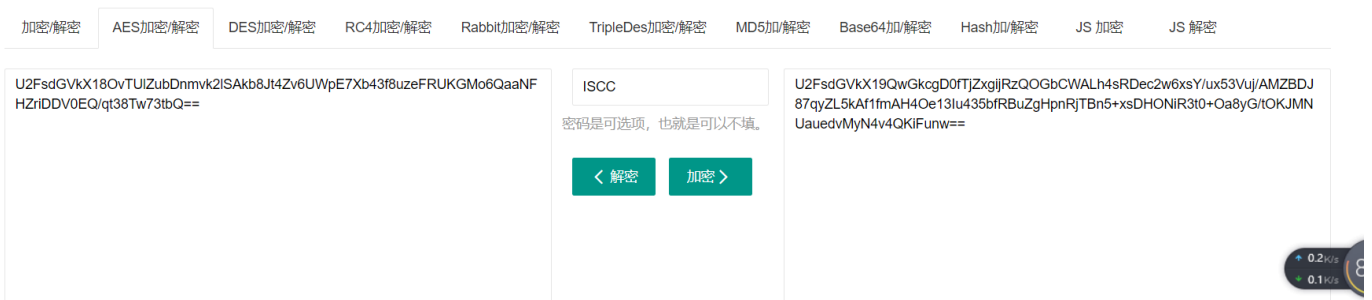 加密/解密 AES加密/解密 DES加密/解密 RC4加密/解密 Rabbit加密/解密 TripleDes加密/解密 MD5加/解密 Base64加/解密 Hash加/解密 JS 加密 JS 解密
U2FsdGVkX18OvTUlZubDnmvk2lSAkb8Jt4Zv6UWpE7Xb43f8uzeFRUKGMo6QaaNF
HZriDDV0EQ/qt38Tw73tbQ==
ISCC
密码是可选项，也就是可以不填。
解密 加密
U2FsdGVkX19QwGkcgD0fTjZxgijRzQOGbCWALh4sRDec2w6xsY/ux53Vuj/AMZBDJ
87qyZL5kAf1fmAH4Oe13Iu435bfRBuZgHpnRjTBn5+xsDHONiR3t0+Oa8yG/tOKJMN
UauedvMyN4v4QKiFunw==
0.2K/s
0.1K/s